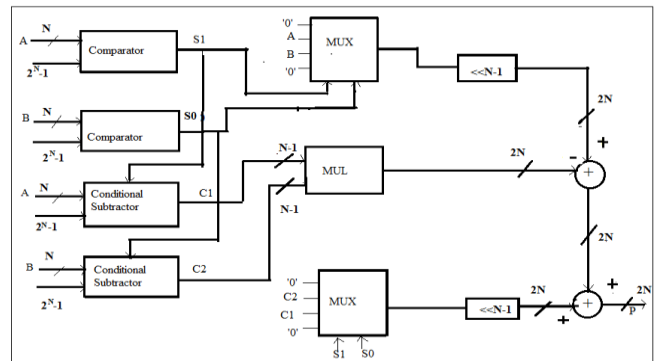 A
N
2ᴺ-1
Comparator
S1
B
N
2ᴺ-1
Comparator
S0
A
N
2ᴺ-1
Conditional
Subtractor
C1
B
N
2ᴺ-1
Conditional
Subtractor
C2
'0'
A
B
'0'
MUX
<<N-1
2N
+
N-1
N-1
MUL
2N
-
+
2N
'0'
C2
C1
'0'
MUX
S1
S0
2N
<<N-1
2N
+
+
+
2N
P